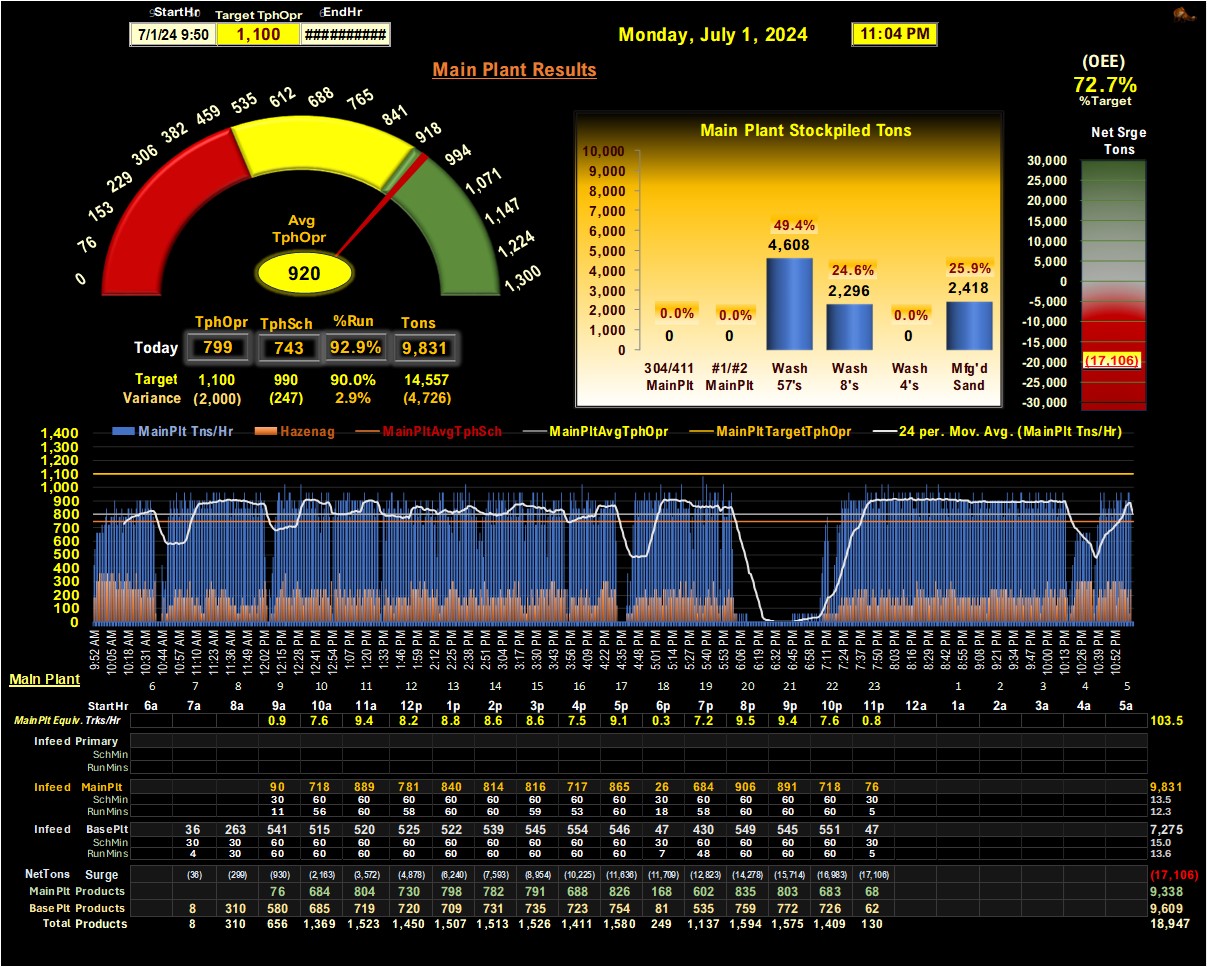 StartHr Target TphOpr EndHr
7/1/24 9:50 1,100 ##########
Monday, July 1, 2024 11:04 PM
Main Plant Results
(OEE)
72.7%
%Target
0 76 153 229 306 382 459 535 612 688 765 841 918 994 1,071 1,147 1,224 1,300
Avg
TphOpr
920
TphOpr TphSch %Run Tons
Today 799 743 92.9% 9,831
Target 1,100 990 90.0% 14,557
Variance (2,000) (247) 2.9% (4,726)
Main Plant Stockpiled Tons
10,000
9,000
8,000
7,000
6,000
5,000
4,000
3,000
2,000
1,000
0
0.0% 0.0% 49.4% 24.6% 0.0% 25.9%
0 0 4,608 2,296 0 2,418
304/411 #1/#2 Wash Wash Wash Mfg'd
MainPlt MainPlt 57's 8's 4's Sand
Net Srge
Tons
30,000
25,000
20,000
15,000
10,000
5,000
0
-5,000
-10,000
-15,000
-20,000
-25,000
-30,000
(17,106)
MainPlt Tns/Hr Hazenag MainPltAvgTphSch MainPltAvgTphOpr MainPltTargetTphOpr 24 per. Mov. Avg. (MainPlt Tns/Hr)
1,400
1,300
1,200
1,100
1,000
900
800
700
600
500
400
300
200
100
0
9:52 AM 10:05 AM 10:18 AM 10:31 AM 10:44 AM 10:57 AM 11:10 AM 11:23 AM 11:36 AM 11:49 AM 12:02 PM 12:15 PM 12:28 PM 12:41 PM 12:54 PM 1:07 PM 1:20 PM 1:33 PM 1:46 PM 1:59 PM 2:12 PM 2:25 PM 2:38 PM 2:51 PM 3:04 PM 3:17 PM 3:30 PM 3:43 PM 3:56 PM 4:09 PM 4:22 PM 4:35 PM 4:48 PM 5:01 PM 5:14 PM 5:27 PM 5:40 PM 5:53 PM 6:06 PM 6:19 PM 6:32 PM 6:45 PM 6:58 PM 7:11 PM 7:24 PM 7:37 PM 7:50 PM 8:03 PM 8:16 PM 8:29 PM 8:42 PM 8:55 PM 9:08 PM 9:21 PM 9:34 PM 9:47 PM 10:00 PM 10:13 PM 10:26 PM 10:39 PM 10:52 PM
Main Plant 6 7 8 9 10 11 12 13 14 15 16 17 18 19 20 21 22 23 1 2 3 4 5
StartHr 6a 7a 8a 9a 10a 11a 12p 1p 2p 3p 4p 5p 6p 7p 8p 9p 10p 11p 12a 1a 2a 3a 4a 5a
MainPlt Equiv. Trks/Hr 0.9 7.6 9.4 8.2 8.8 8.6 8.6 7.5 9.1 0.3 7.2 9.5 9.4 7.6 0.8 103.5
Infeed Primary
SchMin
RunMins
Infeed MainPlt 90 718 889 781 840 814 816 717 865 26 684 906 891 718 76 9,831
SchMin 30 60 60 60 60 60 60 60 60 30 60 60 60 60 30 13.5
RunMins 11 56 60 58 60 60 59 53 60 18 58 60 60 60 5 12.3
Infeed BasePlt 36 263 541 515 520 525 522 539 545 554 546 47 430 549 545 551 47 7,275
SchMin 30 30 60 60 60 60 60 60 60 60 60 30 60 60 60 60 30 15.0
RunMins 4 30 60 60 60 60 60 60 60 60 60 7 48 60 60 60 5 13.6
NetTons Surge (36) (299) (930) (2,163) (3,572) (4,878) (6,240) (7,593) (8,954) (10,225) (11,636) (11,709) (12,823) (14,278) (15,714) (16,983) (17,106) (17,106)
MainPlt Products 76 684 804 730 798 782 791 688 826 168 602 835 803 683 68 9,338
BasePlt Products 8 310 580 685 719 720 709 731 735 723 754 81 535 759 772 726 62 9,609
Total Products 8 310 656 1,369 1,523 1,450 1,507 1,513 1,526 1,411 1,580 249 1,137 1,594 1,575 1,409 130 18,947